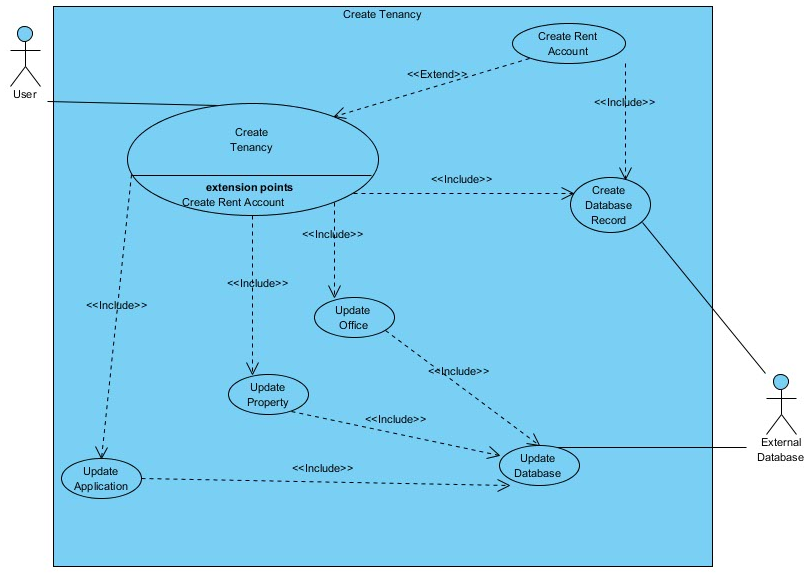 Create Tenancy
Create Rent
Account
<<Extend>>
User
<<Include>>
Create
Tenancy
<<Include>>
extension points
Create Rent Account
Create
Database
Record
<<Include>>
<<Include>>
<<Include>>
Update
Office
<<Include>>
Update
Property
<<Include>>
External
Database
Update
Database
<<Include>>
Update
Application